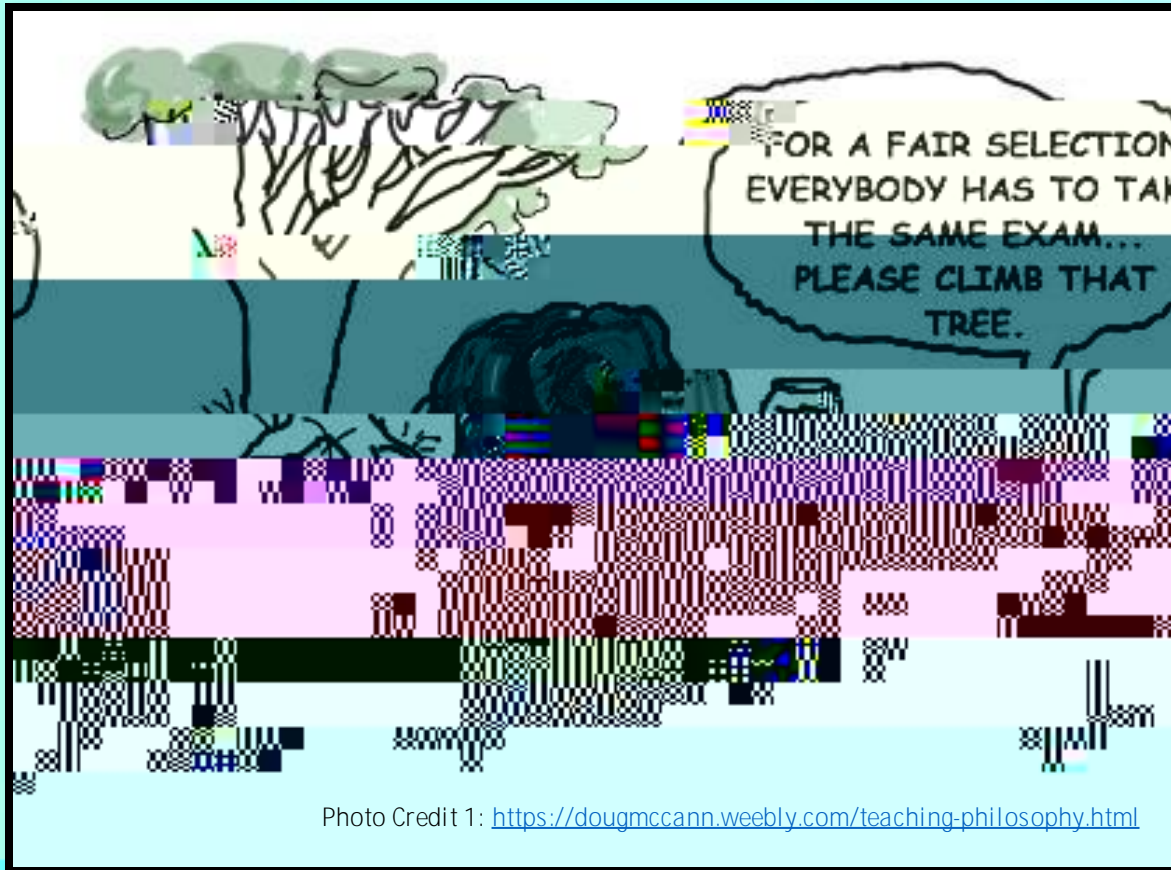 FOR A FAIR SELECTION
EVERYBODY HAS TO TAK
THE SAME EXAM...
PLEASE CLIMB THAT
TREE.
Photo Credit 1: https://dougmccann.weebly.com/teaching-philosophy.html